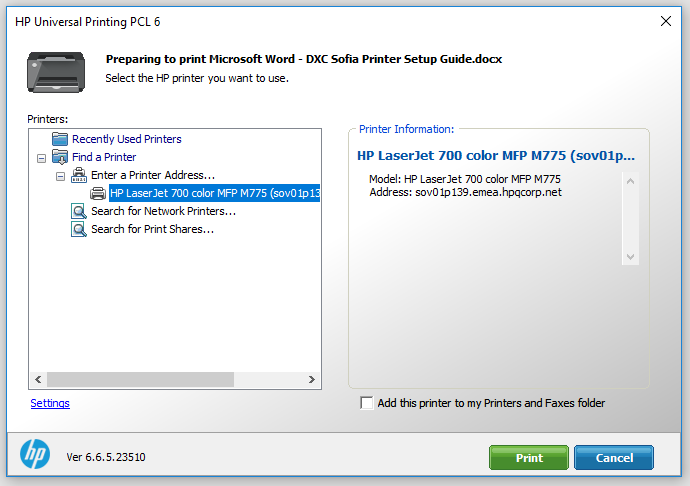 HP Universal Printing PCL 6
Preparing to print Microsoft Word - DXC Sofia Printer Setup Guide.docx
Select the HP printer you want to use.
Printers:
Recently Used Printers
Find a Printer
Enter a Printer Address...
HP LaserJet 700 color MFP M775 (sov01p13
Search for Network Printers...
Search for Print Shares...
Settings
Printer Information:
HP LaserJet 700 color MFP M775 (sov01p...
Model: HP LaserJet 700 color MFP M775
Address: sov01p139.emea.hpqcorp.net
Add this printer to my Printers and Faxes folder
hp
Ver 6.6.5.23510
Print
Cancel